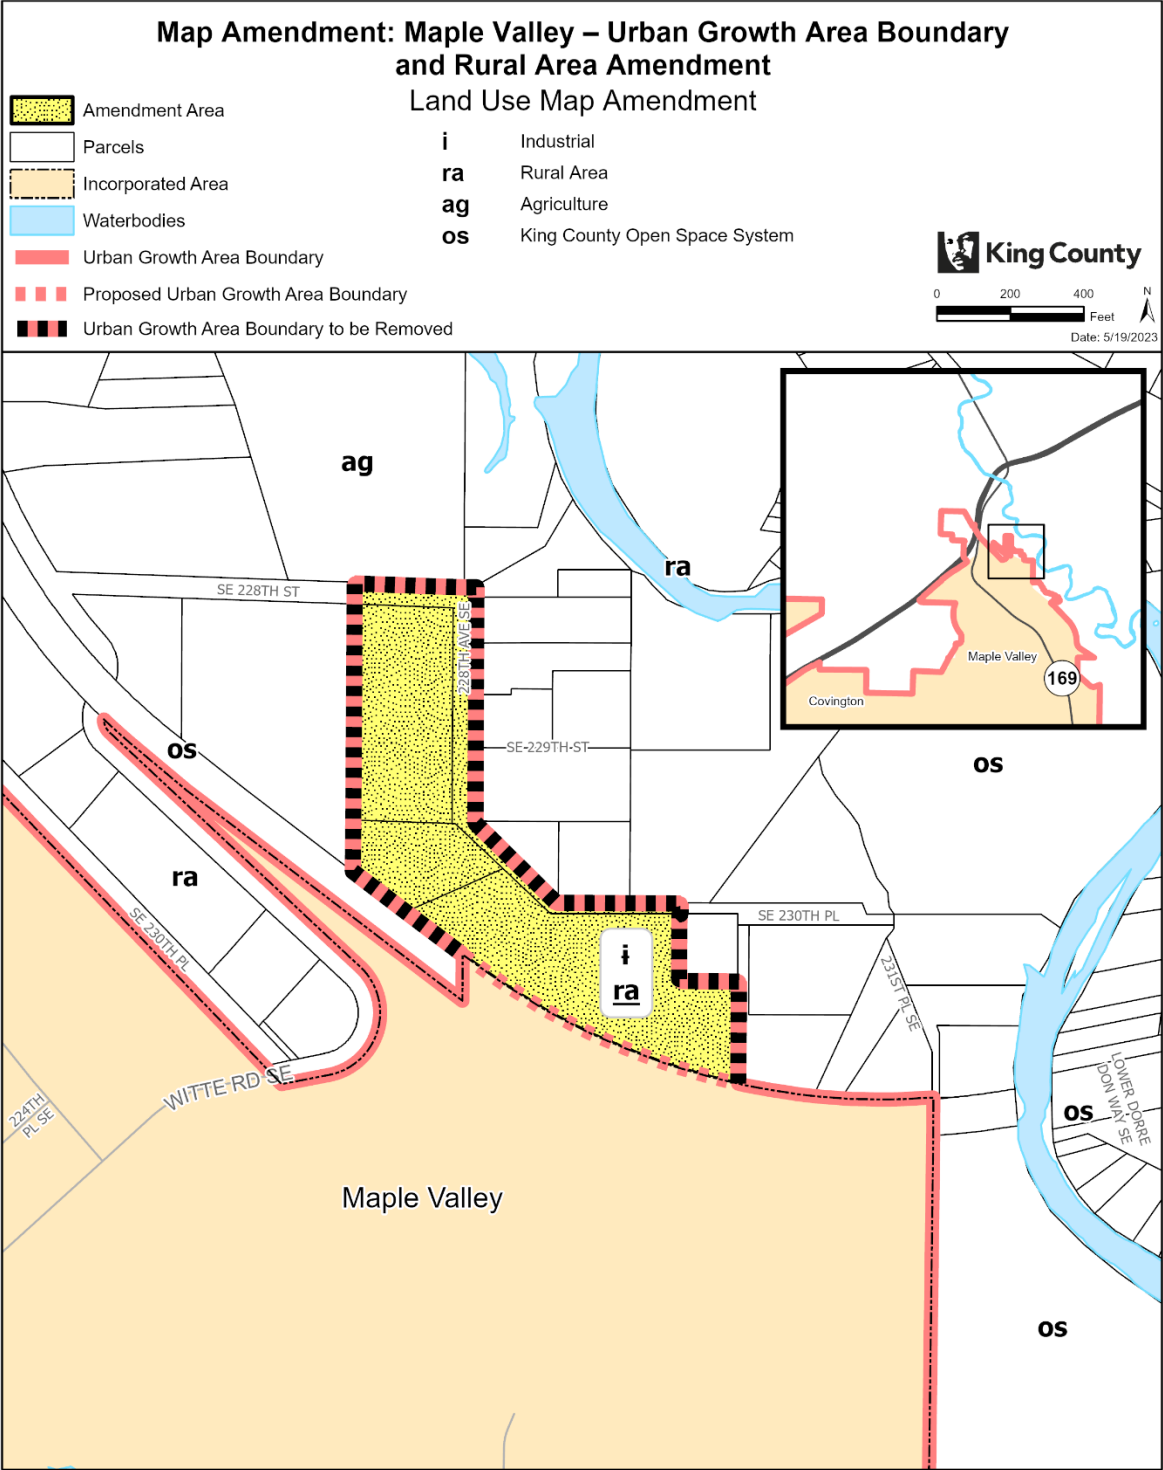 Map Amendment: Maple Valley – Urban Growth Area Boundary
and Rural Area Amendment
Land Use Map Amendment
Amendment Area
Parcels
Incorporated Area
Waterbodies
Urban Growth Area Boundary
Proposed Urban Growth Area Boundary
Urban Growth Area Boundary to be Removed
i Industrial
ra Rural Area
ag Agriculture
os King County Open Space System
King County
0 200 400
Feet
N
Date: 5/19/2023
ag
ra
SE 228TH ST
228TH AVE SE
SE 229TH ST
Maple Valley
169
Covington
os
os
ra
SE 230TH PL
SE 230TH PL
i
ra
231ST PL SE
WITTE RD SE
224TH
PL SE
os
LOWER DORRE
DON WAY SE
Maple Valley
os